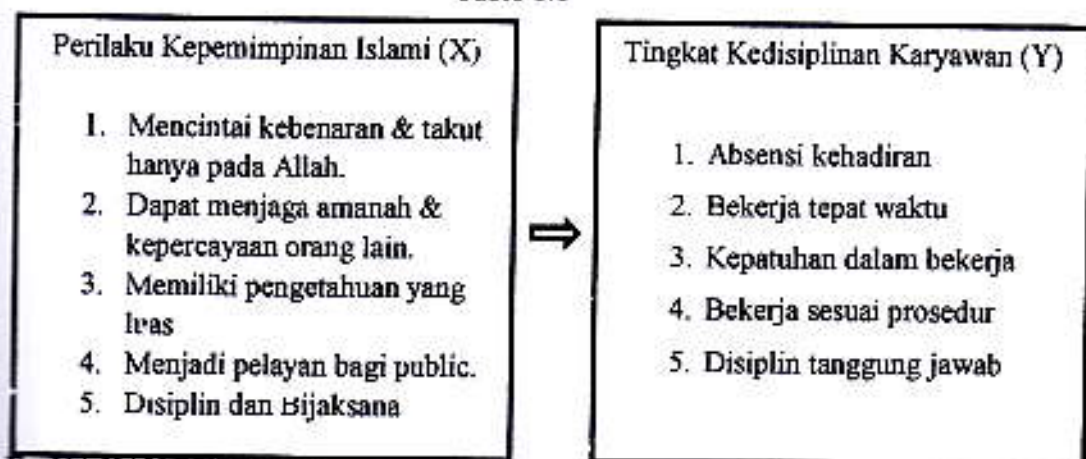 Perilaku Kepemimpinan Islami (X)
1. Mencintai kebenaran & takut
hanya pada Allah.
2. Dapat menjaga amanah &
kepercayaan orang lain.
3. Memiliki pengetahuan yang
luas
4. Menjadi pelayan bagi public.
5. Disiplin dan Bijaksana
⇒
Tingkat Kedisiplinan Karyawan (Y)
1. Absensi kehadiran
2. Bekerja tepat waktu
3. Kepatuhan dalam bekerja
4. Bekerja sesuai prosedur
5. Disiplin tanggung jawab